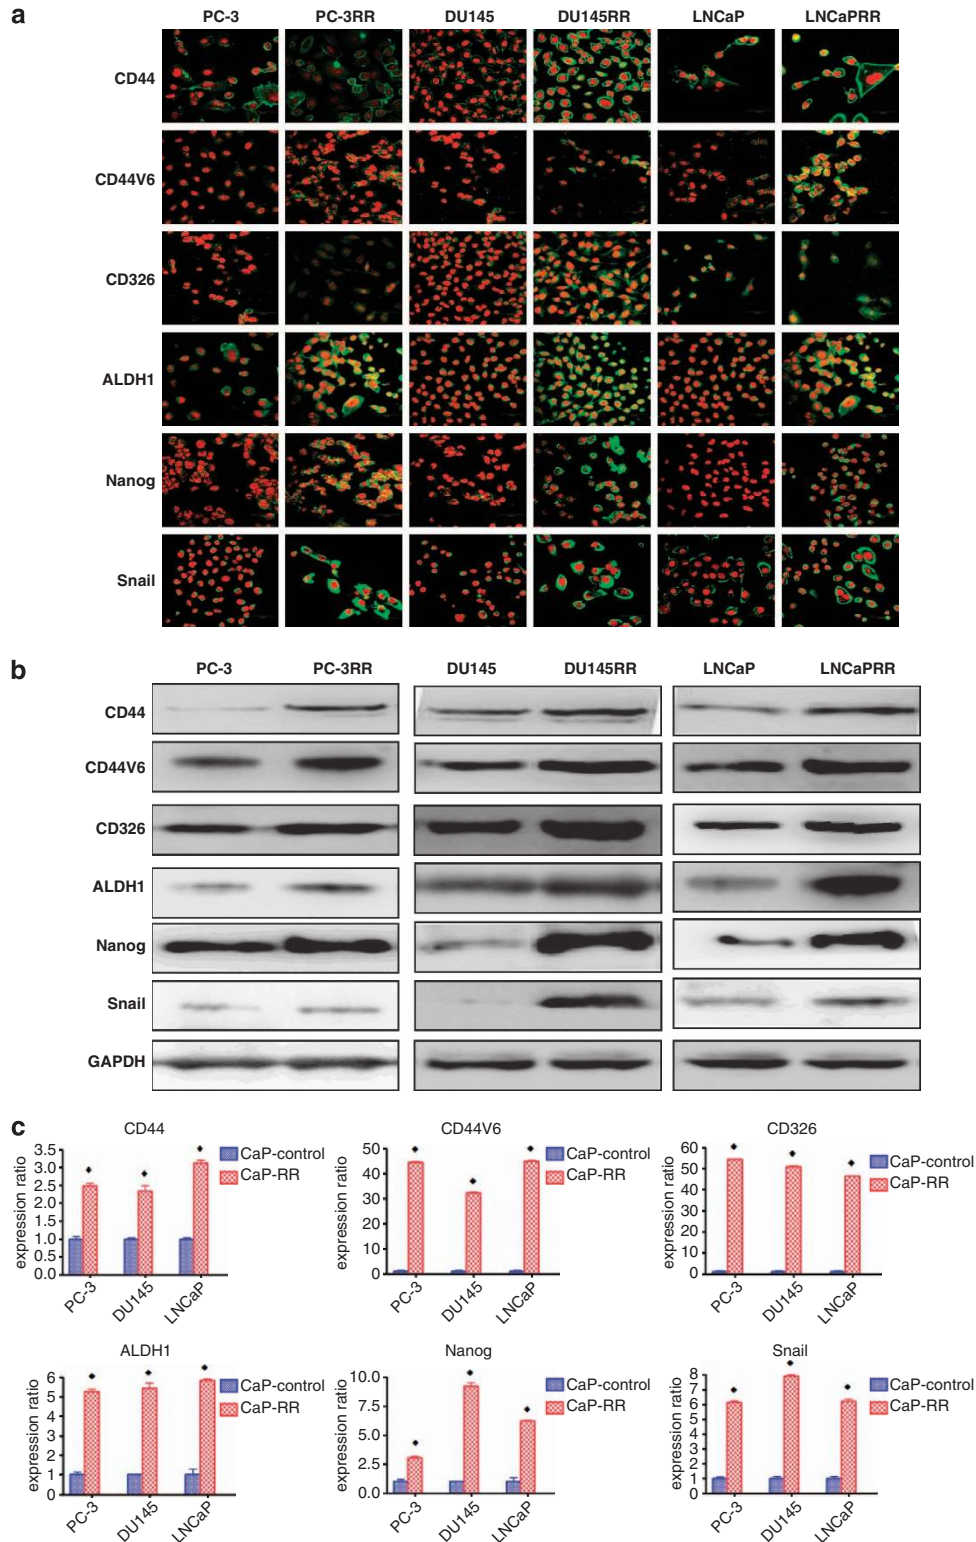 a
PC-3 PC-3RR DU145 DU145RR LNCaP LNCaPRR
CD44
CD44V6
CD326
ALDH1
Nanog
Snail
b
PC-3 PC-3RR DU145 DU145RR LNCaP LNCaPRR
CD44
CD44V6
CD326
ALDH1
Nanog
Snail
GAPDH
c
CD44
expression ratio
3.5
3.0
2.5
2.0
1.5
1.0
0.5
0.0
PC-3
DU145
LNCaP
CaP-control
CaP-RR
CD44V6
expression ratio
50
40
30
20
10
0
PC-3
DU145
LNCaP
CaP-control
CaP-RR
CD326
expression ratio
60
50
40
30
20
10
0
PC-3
DU145
LNCaP
CaP-control
CaP-RR
ALDH1
expression ratio
6
5
4
3
2
1
0
PC-3
DU145
LNCaP
CaP-control
CaP-RR
Nanog
expression ratio
10.0
7.5
5.0
2.5
0.0
PC-3
DU145
LNCaP
CaP-control
CaP-RR
Snail
expression ratio
8
7
6
5
4
3
2
1
0
PC-3
DU145
LNCaP
CaP-control
CaP-RR